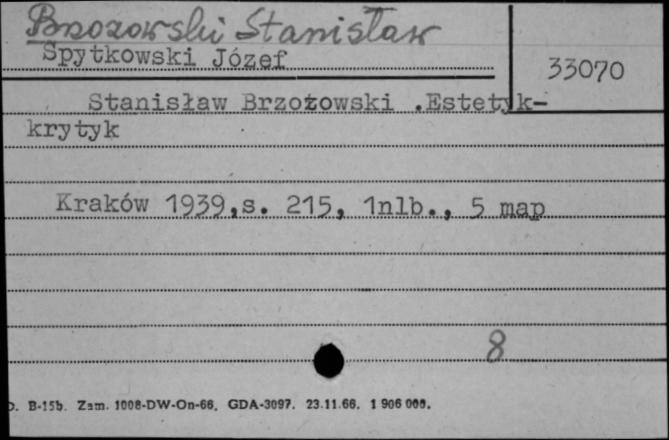 Brzozowski Stanisław
Spytkowski Józef
33070
Stanisław Brzozowski .Estetyk-
krytyk
Kraków 1939,s. 215, 1nlb., 5 map
8
B-15b. Zam. 1008-DW-On-66. GDA-3097. 23.11.66. 1 906 000.